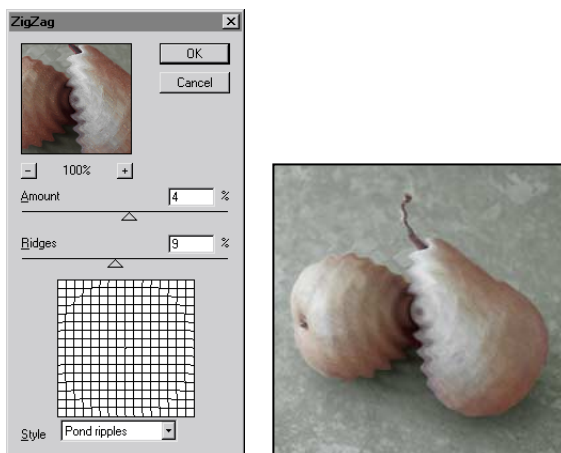 ZigZag
OK
Cancel
100%
Amount 4 %
Ridges 9 %
Style Pond ripples